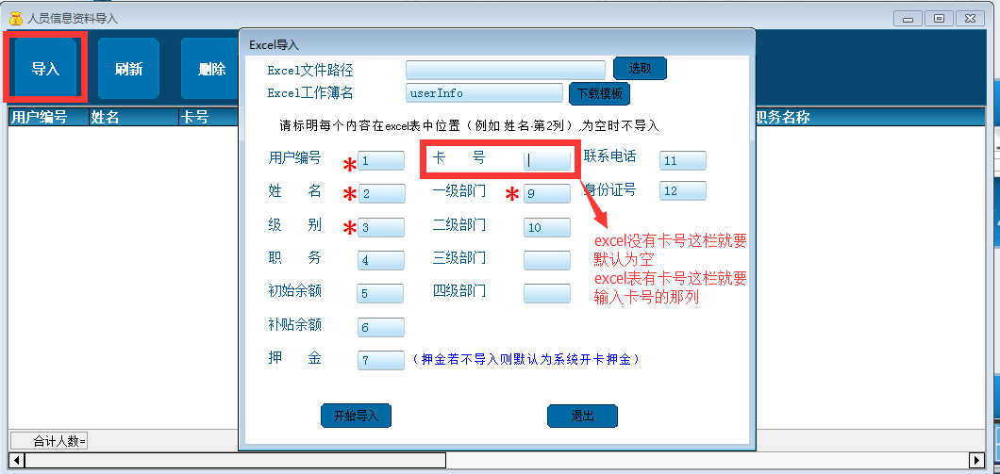 人员信息资料导入
导入 刷新 删除
用户编号 姓名 卡号 职务名称
Excel导入
Excel文件路径 选取
Excel工作簿名 userInfo 下载模板
请标明每个内容在excel表中位置（例如 姓名-第2列）,为空时不导入
用户编号 * 1 卡 号 联系电话 11
姓 名 * 2 一级部门 * 9 身份证号 12
级 别 * 3 二级部门 10
职 务 4 三级部门
初始余额 5 四级部门
补贴余额 6
押 金 7 （押金若不导入则默认为系统开卡押金）
excel没有卡号这栏就要
默认为空
excel表有卡号这栏就要
输入卡号的那列
开始导入 退出
合计人数=